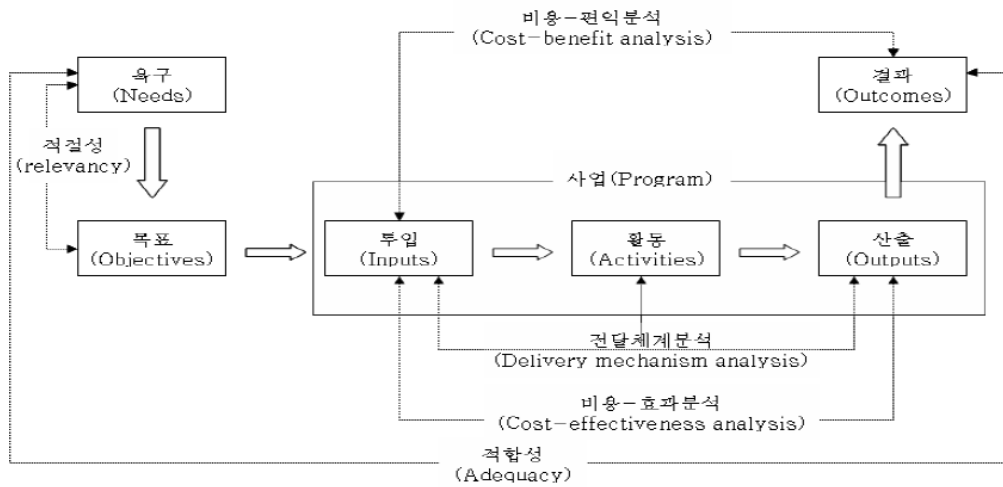 비용-편익분석
(Cost-benefit analysis)
욕구
(Needs)
결과
(Outcomes)
적절성
(relevancy)
사업(Program)
목표
(Objectives)
투입
(Inputs)
활동
(Activities)
산출
(Outputs)
전달체계분석
(Delivery mechanism analysis)
비용-효과분석
(Cost-effectiveness analysis)
적합성
(Adequacy)